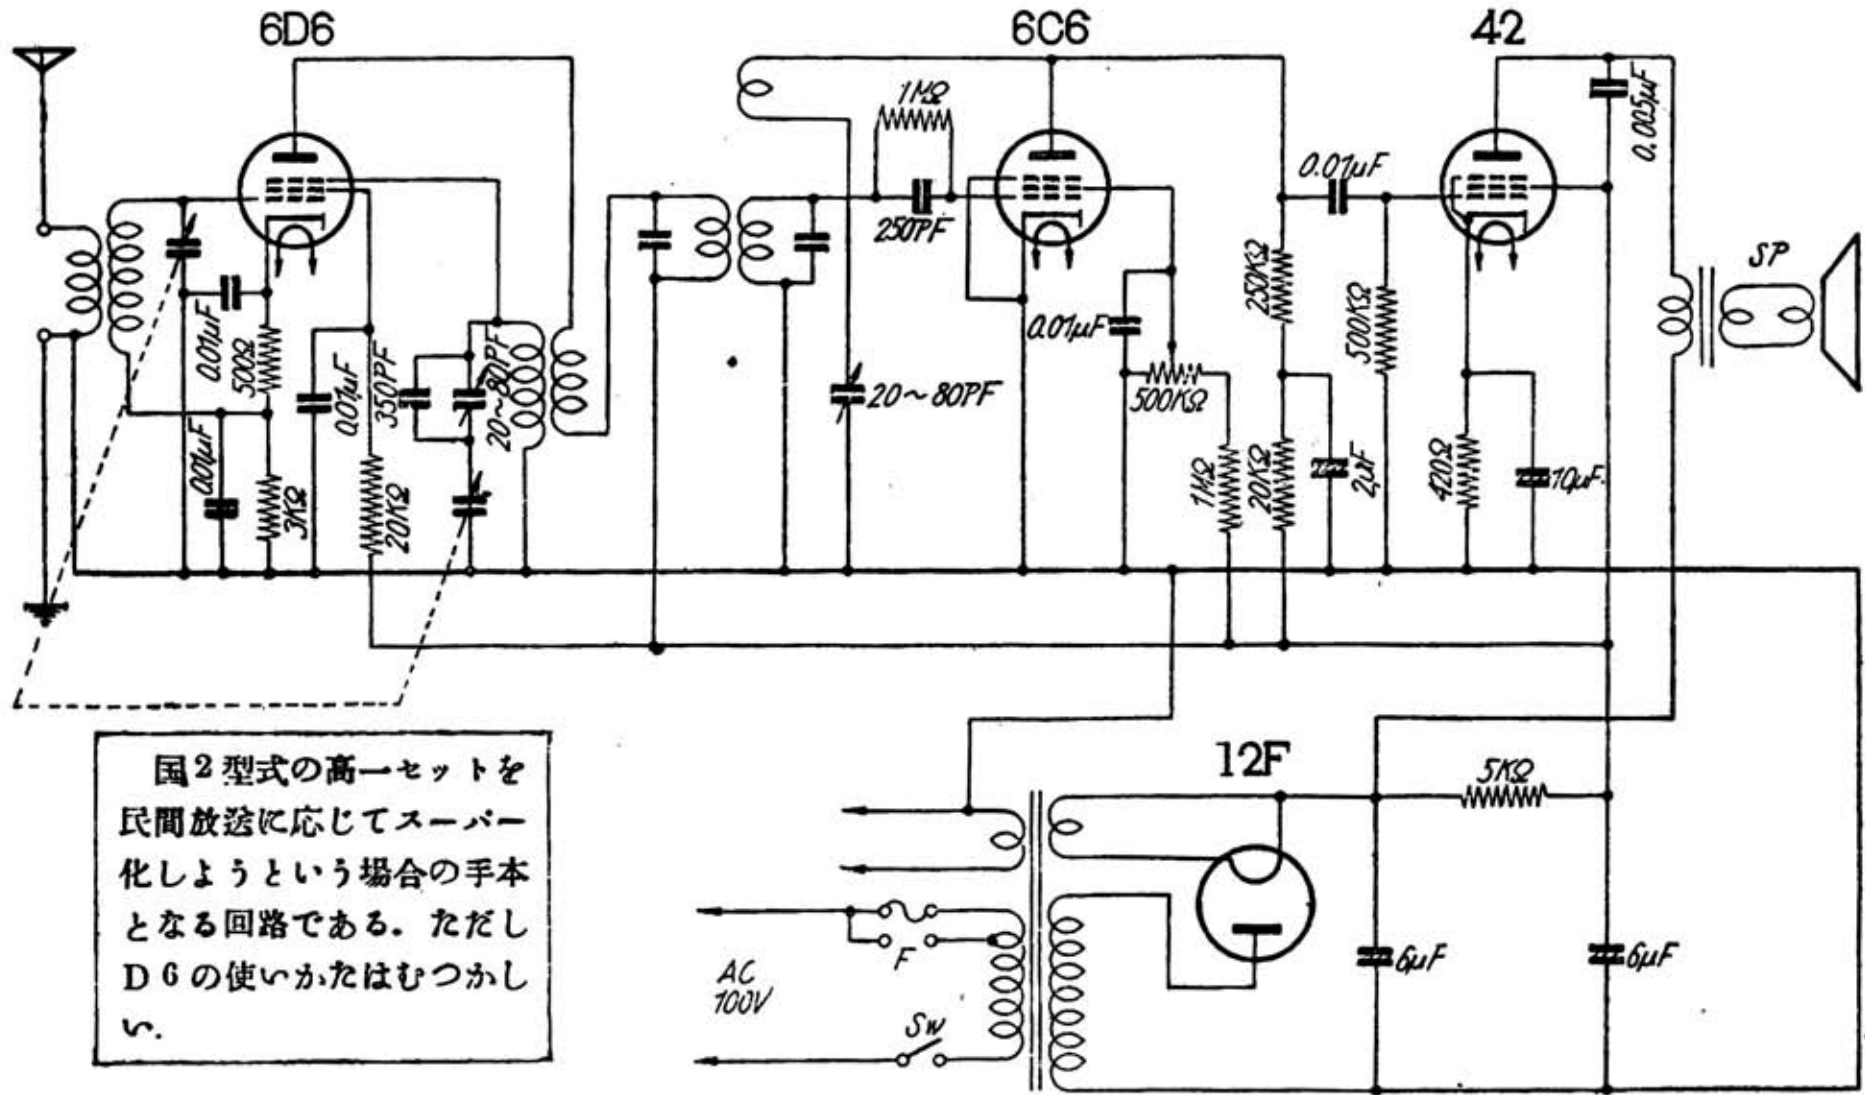 6D6
6C6
42
1MΩ
250PF
0.01μF
0.005μF
SP
0.01μF
500Ω
0.01μF
3KΩ
0.01μF
20KΩ
350PF
20~80PF
20~80PF
0.01μF
500KΩ
1MΩ
250KΩ
20KΩ
2μF
500KΩ
420Ω
10μF
国2型式の高一セットを
民間放送に応じてスーパー
化しようという場合の手本
となる回路である。ただし
D6の使いかたはむつかし
い.
12F
5KΩ
F
AC
100V
SW
6μF
6μF